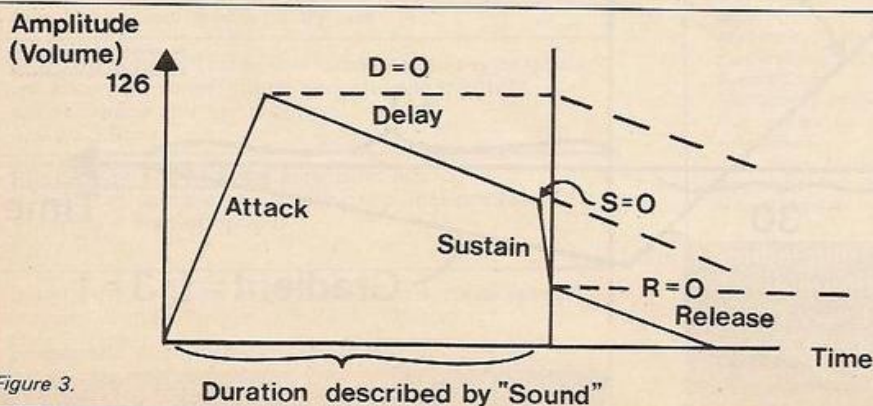 Amplitude
(Volume)
126
D=O
Delay
Attack
S=O
Sustain
R=O
Release
Time
Figure 3.
Duration described by "Sound"